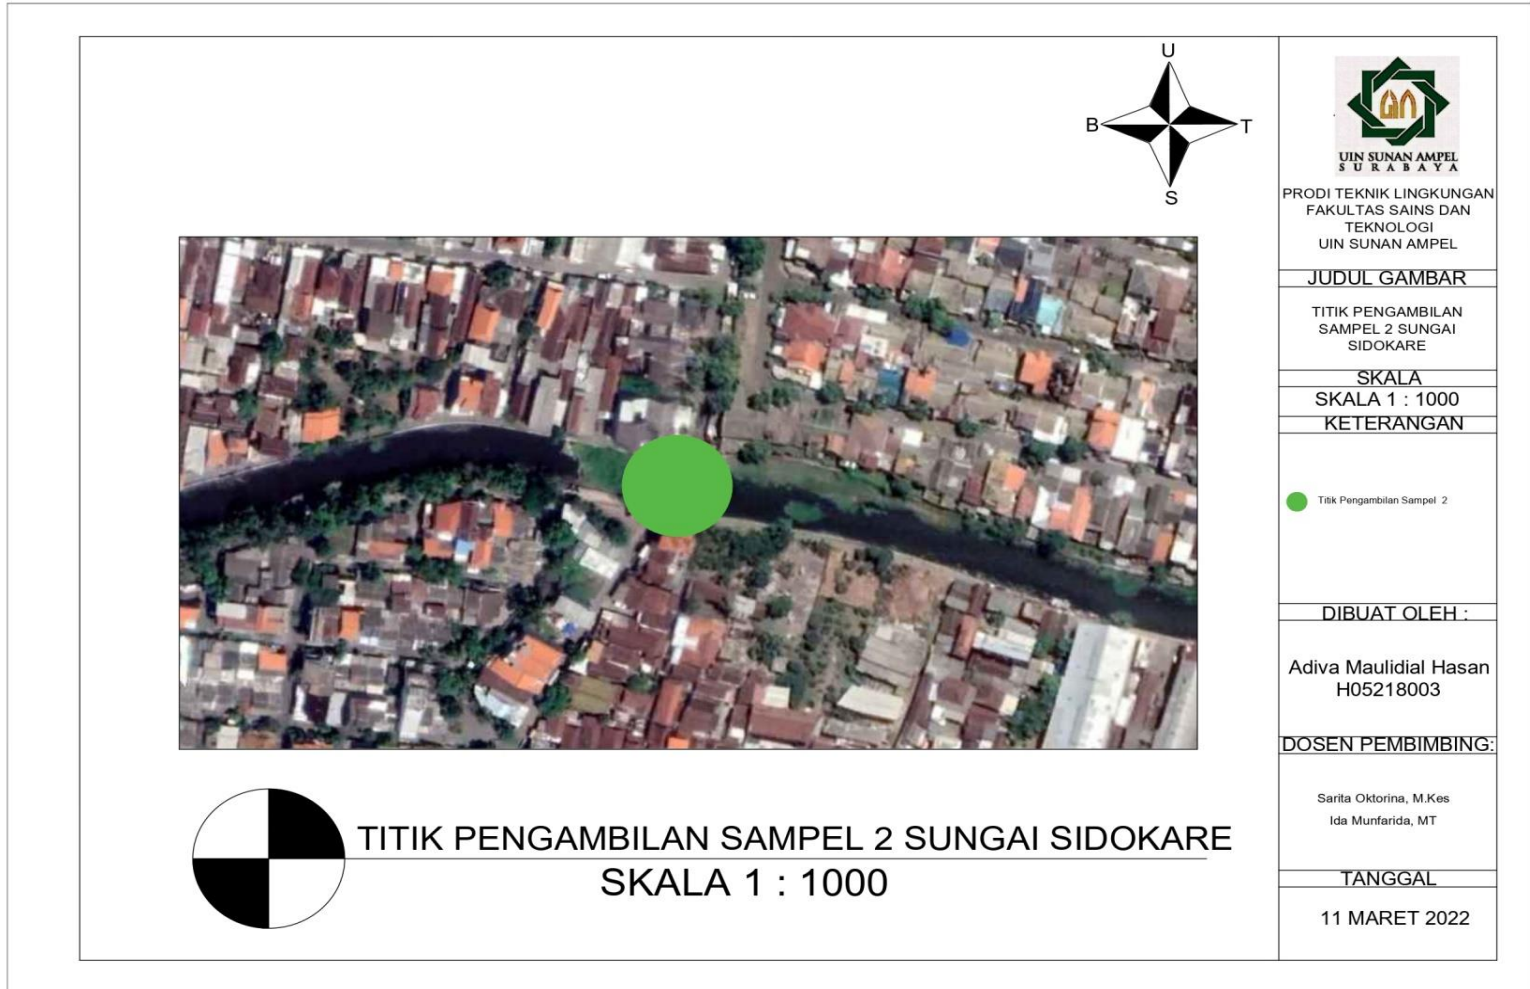 U
B
T
S
TITIK PENGAMBILAN SAMPEL 2 SUNGAI SIDOKARE
SKALA 1 : 1000
UIN SUNAN AMPEL
SURABAYA
PRODI TEKNIK LINGKUNGAN
FAKULTAS SAINS DAN
TEKNOLOGI
UIN SUNAN AMPEL
JUDUL GAMBAR
TITIK PENGAMBILAN
SAMPEL 2 SUNGAI
SIDOKARE
SKALA
SKALA 1 : 1000
KETERANGAN
Titik Pengambilan Sampel 2
DIBUAT OLEH :
Adiva Maulidial Hasan
H05218003
DOSEN PEMBIMBING:
Sarita Oktorina, M.Kes
Ida Munfarida, MT
TANGGAL
11 MARET 2022